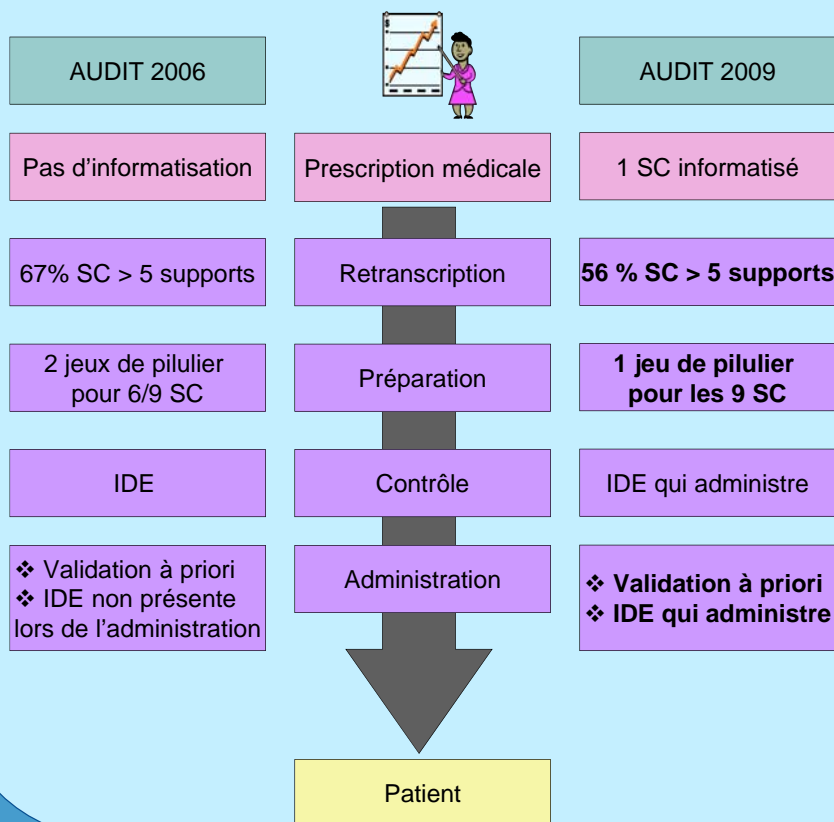 AUDIT 2006
AUDIT 2009
Pas d'informatisation
Prescription médicale
1 SC informatisé
67% SC > 5 supports
Retranscription
56 % SC > 5 supports
2 jeux de pilulier
pour 6/9 SC
Préparation
1 jeu de pilulier
pour les 9 SC
IDE
Contrôle
IDE qui administre
❖ Validation à priori
❖ IDE non présente
lors de l'administration
Administration
❖ Validation à priori
❖ IDE qui administre
Patient